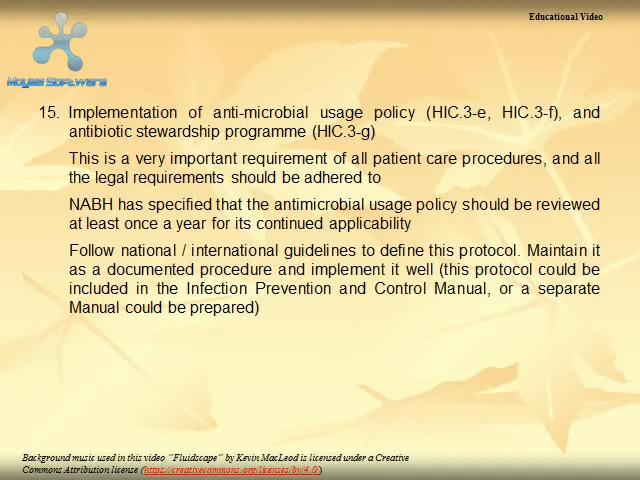 Educational Video
Moyea Software
15. Implementation of anti-microbial usage policy (HIC.3-e, HIC.3-f), and
antibiotic stewardship programme (HIC.3-g)
This is a very important requirement of all patient care procedures, and all
the legal requirements should be adhered to
NABH has specified that the antimicrobial usage policy should be reviewed
at least once a year for its continued applicability
Follow national / international guidelines to define this protocol. Maintain it
as a documented procedure and implement it well (this protocol could be
included in the Infection Prevention and Control Manual, or a separate
Manual could be prepared)
Background music used in this video "Fluidscape" by Kevin MacLeod is licensed under a Creative
Commons Attribution license (https://creativecommons.org/licenses/by/4.0/)